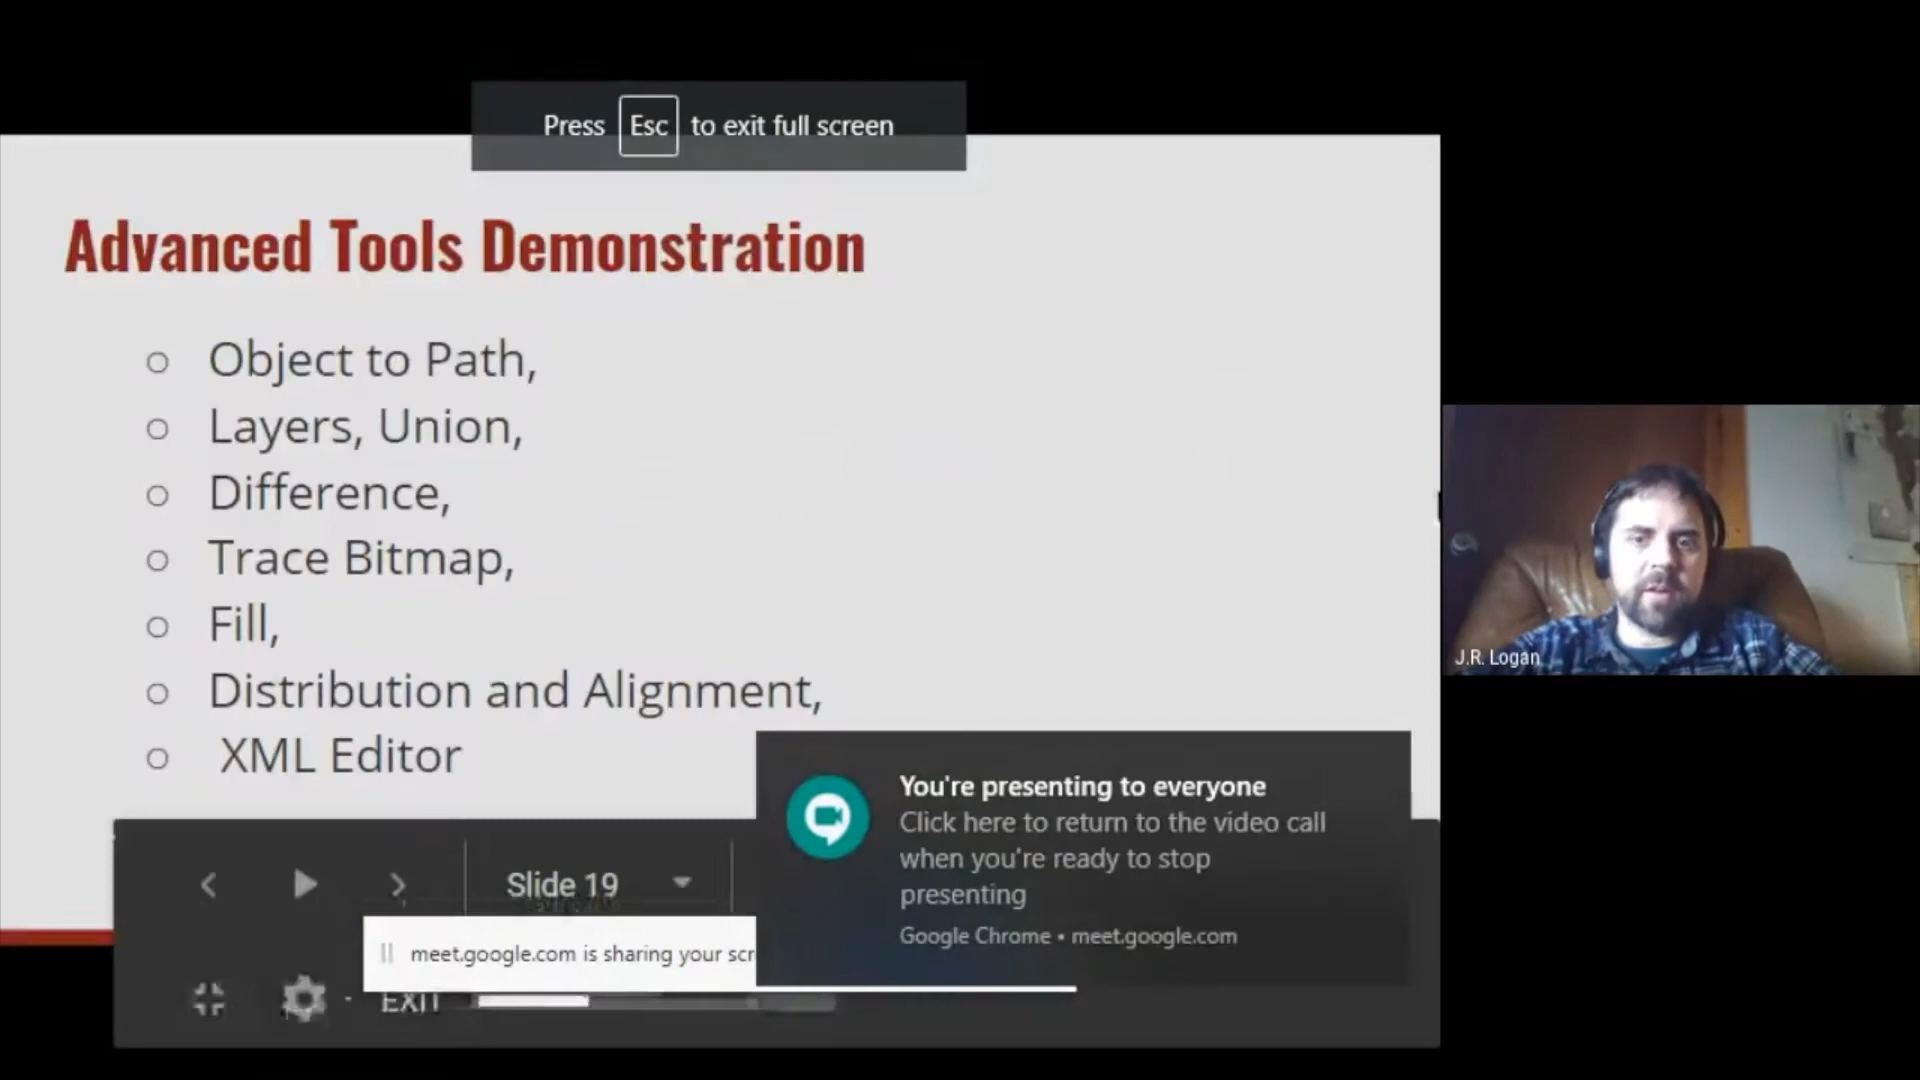 Press Esc to exit full screen
Advanced Tools Demonstration
Object to Path,
Layers, Union,
Difference,
Trace Bitmap,
Fill,
Distribution and Alignment,
XML Editor
J.R. Logan
You're presenting to everyone
Click here to return to the video call
when you're ready to stop
presenting
Google Chrome • meet.google.com
Slide 19
meet.google.com is sharing your scr
EXIT